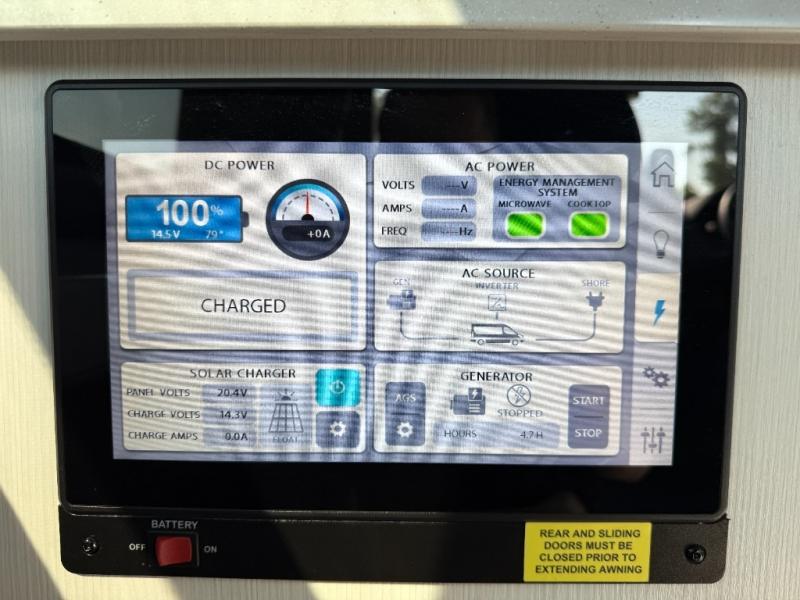 DC POWER
100%
14.5 V 79°
+0A
CHARGED
AC POWER
VOLTS ---V
AMPS ---A
FREQ ---Hz
ENERGY MANAGEMENT
SYSTEM
MICROWAVE COOKTOP
AC SOURCE
GEN INVERTER SHORE
SOLAR CHARGER
PANEL VOLTS 20.4V
CHARGE VOLTS 14.3V
CHARGE AMPS 0.0A
FLOAT
GENERATOR
AGS
STOPPED
HOURS 4.7 H
START
STOP
BATTERY
OFF ON
REAR AND SLIDING
DOORS MUST BE
CLOSED PRIOR TO
EXTENDING AWNING